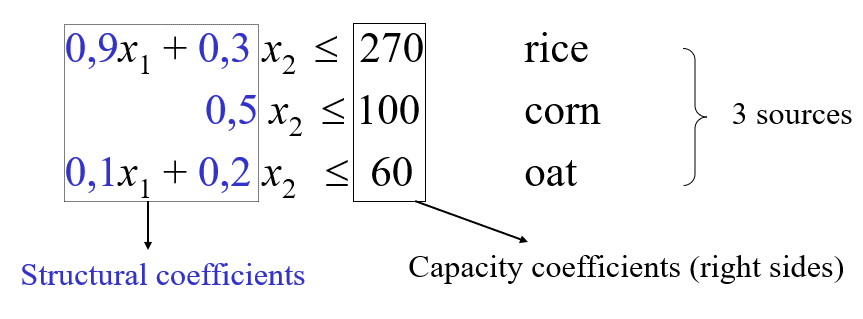 0,9x₁ + 0,3 x₂ ≤ 270 rice
0,5 x₂ ≤ 100 corn
0,1x₁ + 0,2 x₂ ≤ 60 oat
3 sources
Structural coefficients
Capacity coefficients (right sides)